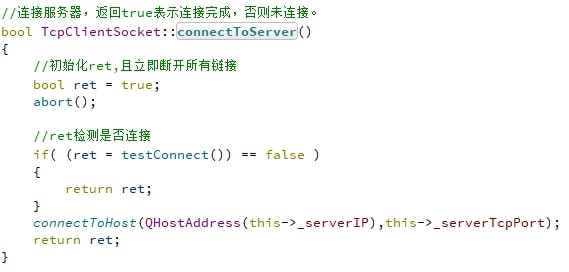 //连接服务器，返回true表示连接完成，否则未连接。
bool TcpClientSocket::connectToServer()
{
    //初始化ret,且立即断开所有链接
    bool ret = true;
    abort();

    //ret检测是否连接
    if( (ret = testConnect()) == false )
    {
        return ret;
    }
    connectToHost(QHostAddress(this->_serverIP),this->_serverTcpPort);
    return ret;
}